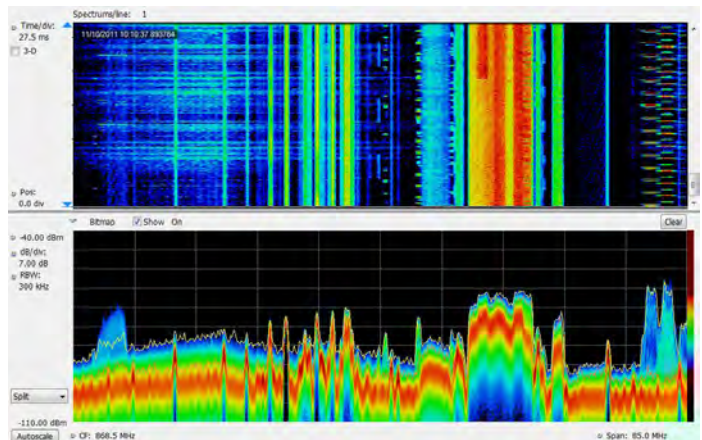 Spectrums/line: 1
Time/div:
27.5 ms
3-D
11/10/2011 10:10:37.893764
Pos:
0.0 div
Bitmap Show On Clear
-40.00 dBm
dB/div:
7.00 dB
RBW:
300 kHz
Split
-110.00 dBm
Autoscale CF: 868.5 MHz Span: 85.0 MHz